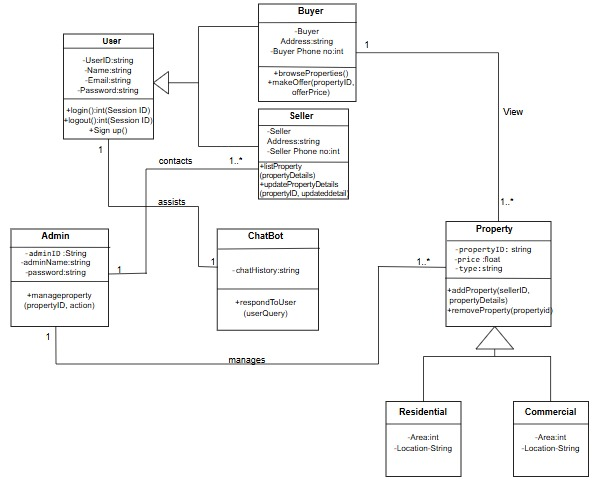 User
-UserID:string
-Name:string
-Email:string
-Password:string
+login():int(Session ID)
+logout():int(Session ID)
+Sign up()
Buyer
-Buyer
Address:string
-Buyer Phone no:int
+browseProperties()
+makeOffer(propertyID,
offerPrice)
1
View
1..*
Seller
-Seller
Address:string
-Seller Phone no:int
+listProperty
(propertyDetails)
+updatePropertyDetails
(propertyID, updateddetail)
1
contacts
1..*
assists
Admin
-adminID:String
-adminName:string
-password:string
+manageproperty
(propertyID, action)
1
1
ChatBot
-chatHistory:string
+respondToUser
(userQuery)
1..*
Property
-propertyID: string
-price:float
-type:string
+addProperty(sellerID,
propertyDetails)
+removeProperty(propertyid)
1
manages
Residential
-Area:int
-Location-String
Commercial
-Area:int
-Location-String